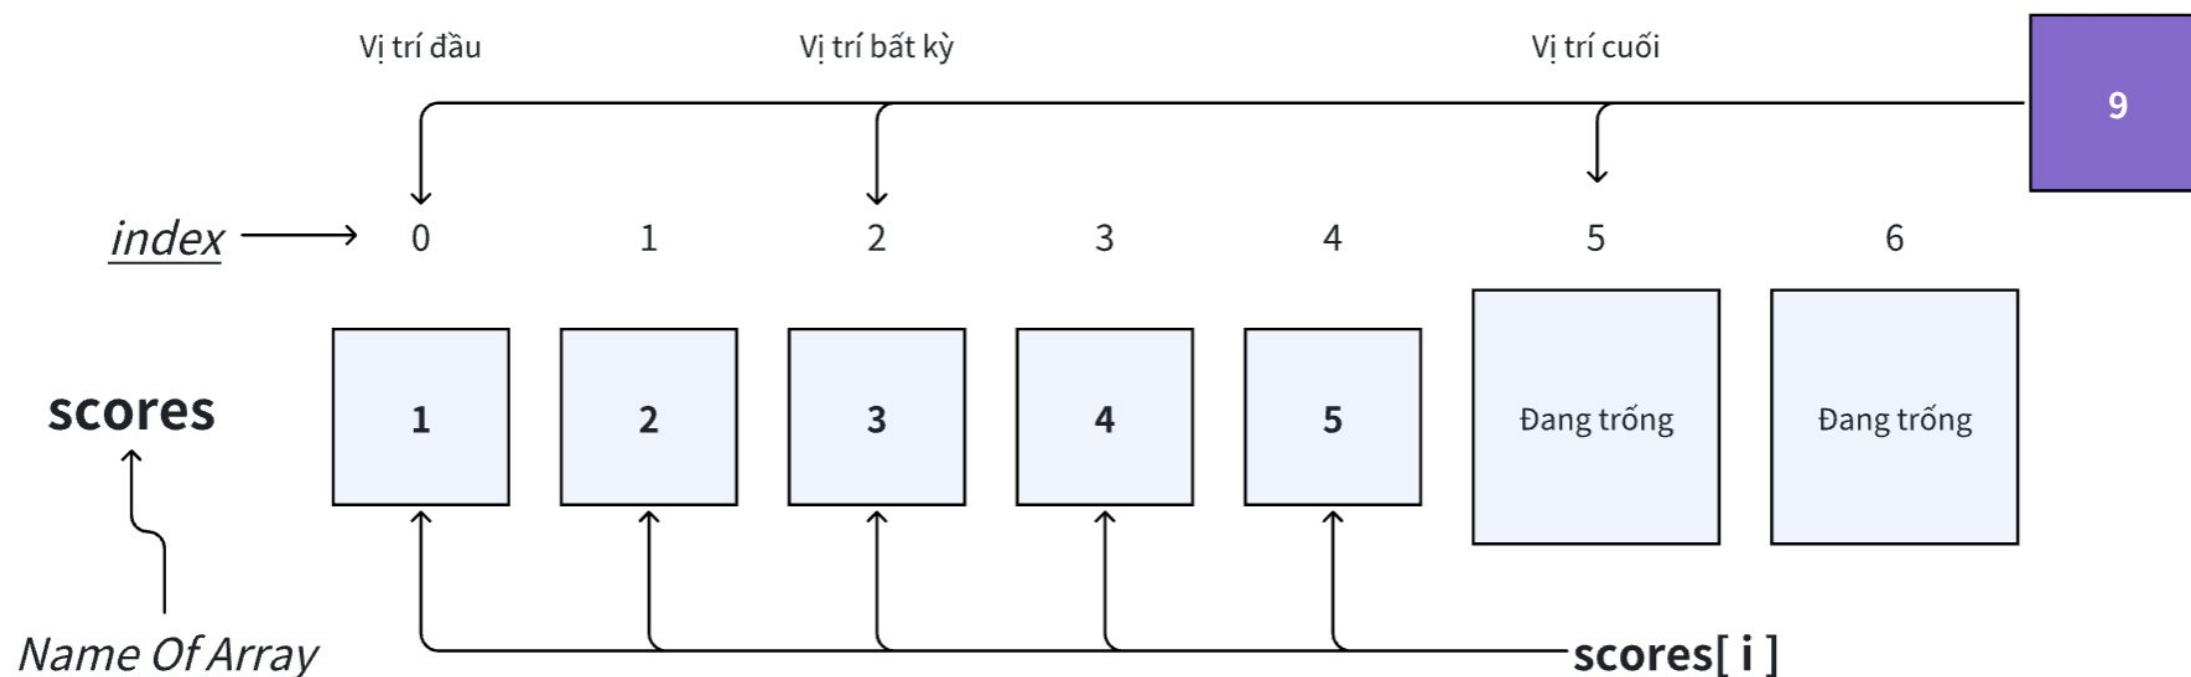 Vị trí đầu Vị trí bất kỳ Vị trí cuối
9
index 0 1 2 3 4 5 6
scores 1 2 3 4 5 Đang trống Đang trống
Name Of Array scores[ i ]